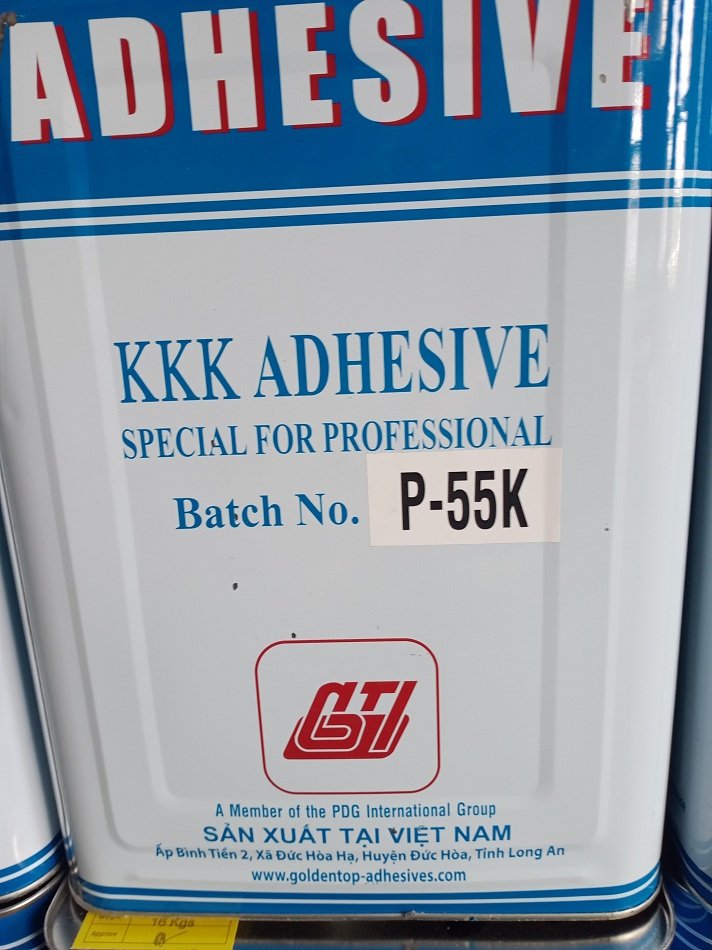 ADHESIVE
KKK ADHESIVE
SPECIAL FOR PROFESSIONAL
Batch No. P-55K
GTI
A Member of the PDG International Group
SẢN XUẤT TẠI VIỆT NAM
Ấp Bình Tiền 2, Xã Đức Hòa Hạ, Huyện Đức Hòa, Tỉnh Long An
www.goldentop-adhesives.com
16 Kgs
Approve